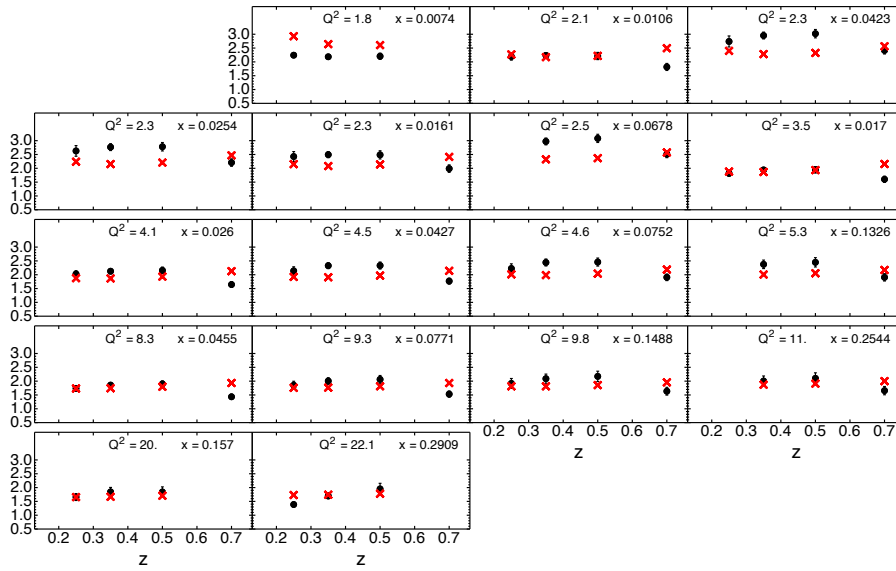 Q² = 1.8 x = 0.0074
Q² = 2.1 x = 0.0106
Q² = 2.3 x = 0.0423
3.0
2.5
2.0
1.5
1.0
0.5
Q² = 2.3 x = 0.0254
Q² = 2.3 x = 0.0161
Q² = 2.5 x = 0.0678
Q² = 3.5 x = 0.017
3.0
2.5
2.0
1.5
1.0
0.5
Q² = 4.1 x = 0.026
Q² = 4.5 x = 0.0427
Q² = 4.6 x = 0.0752
Q² = 5.3 x = 0.1326
3.0
2.5
2.0
1.5
1.0
0.5
Q² = 8.3 x = 0.0455
Q² = 9.3 x = 0.0771
Q² = 9.8 x = 0.1488
Q² = 11. x = 0.2544
3.0
2.5
2.0
1.5
1.0
0.5
0.2 0.3 0.4 0.5 0.6 0.7 0.2 0.3 0.4 0.5 0.6 0.7
z z
Q² = 20. x = 0.157
Q² = 22.1 x = 0.2909
3.0
2.5
2.0
1.5
1.0
0.5
0.2 0.3 0.4 0.5 0.6 0.7 0.2 0.3 0.4 0.5 0.6 0.7
z z